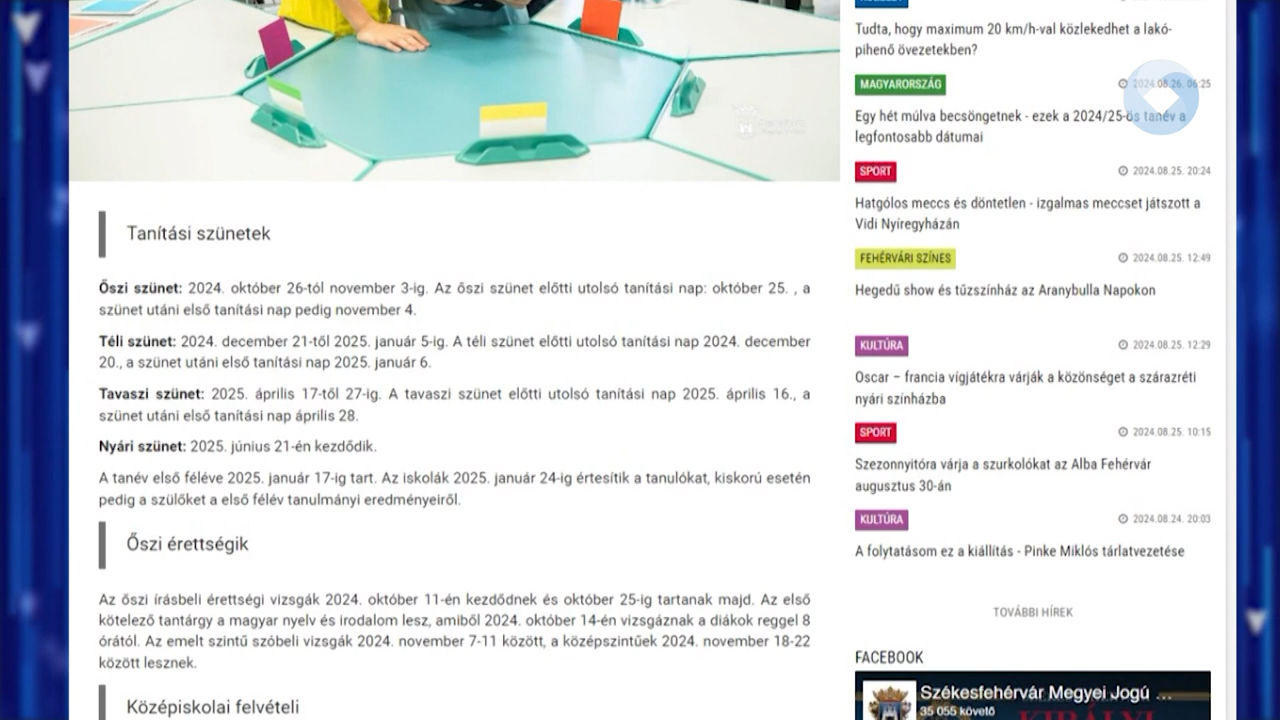 Tanítási szünetek
Őszi szünet: 2024. október 26-tól november 3-ig. Az őszi szünet előtti utolsó tanítási nap: október 25. , a
szünet utáni első tanítási nap pedig november 4.
Téli szünet: 2024. december 21-től 2025. január 5-ig. A téli szünet előtti utolsó tanítási nap 2024. december
20., a szünet utáni első tanítási nap 2025. január 6.
Tavaszi szünet: 2025. április 17-től 27-ig. A tavaszi szünet előtti utolsó tanítási nap 2025. április 16., a
szünet utáni első tanítási nap április 28.
Nyári szünet: 2025. június 21-én kezdődik.
A tanév első féléve 2025. január 17-ig tart. Az iskolák 2025. január 24-ig értesítik a tanulókat, kiskorú esetén
pedig a szülőket a első félév tanulmányi eredményeiről.
Őszi érettségik
Az őszi írásbeli érettségi vizsgák 2024. október 11-én kezdődnek és október 25-ig tartanak majd. Az első
kötelező tantárgy a magyar nyelv és irodalom lesz, amiből 2024. október 14-én vizsgáznak a diákok reggel 8
órától. Az emelt szintű szóbeli vizsgák 2024. november 7-11 között, a középszintűek 2024. november 18-22
között lesznek.
Középiskolai felvételi
Tudta, hogy maximum 20 km/h-val közlekedhet a lakó-
pihenő övezetekben?
MAGYARORSZÁG 2024.08.26. 06:25
Egy hét múlva becsöngetnek - ezek a 2024/25-ös tanév a
legfontosabb dátumai
SPORT 2024.08.25. 20:24
Hatgólos meccs és döntetlen - izgalmas meccset játszott a
Vidi Nyíregyházán
FEHÉRVÁRI SZÍNES 2024.08.25. 12:49
Hegedű show és tűzszínház az Aranybulla Napokon
KULTÚRA 2024.08.25. 12:29
Oscar – francia vígjátékra várják a közönséget a szárazréti
nyári színházba
SPORT 2024.08.25. 10:15
Szezonnyitóra várja a szurkolókat az Alba Fehérvár
augusztus 30-án
KULTÚRA 2024.08.24. 20:03
A folytatásom ez a kiállítás - Pinke Miklós tárlatvezetése
TOVÁBBI HÍREK
FACEBOOK
Székesfehérvár Megyei Jogú ...
35 055 követő